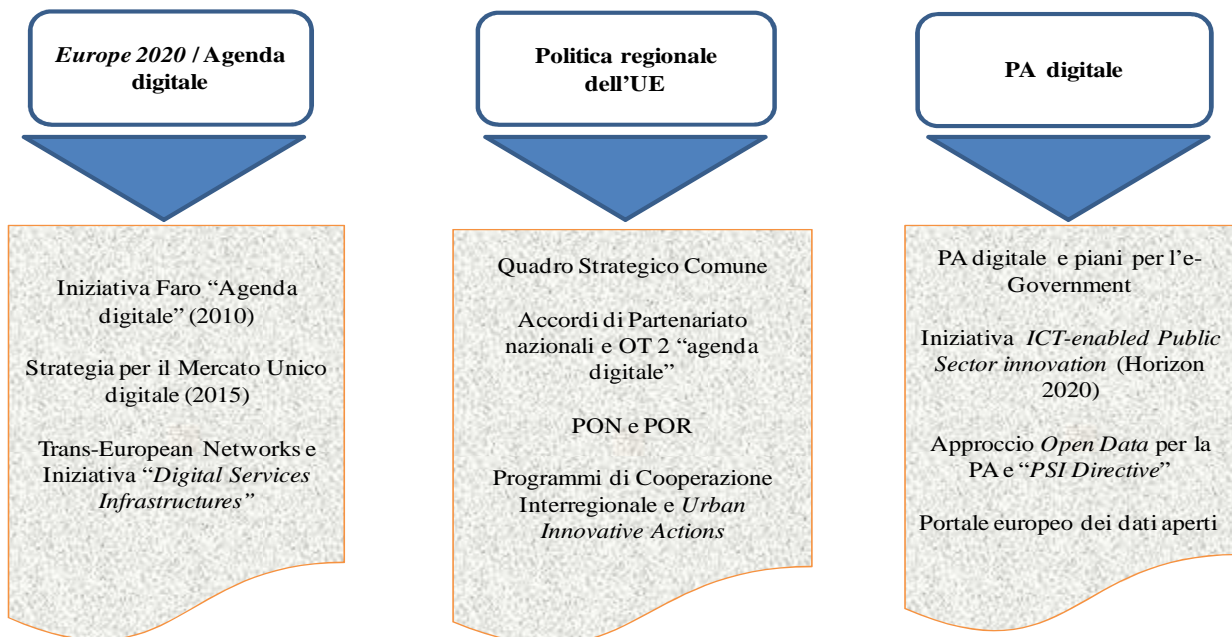 Europe 2020 / Agenda
digitale
Iniziativa Faro “Agenda
digitale” (2010)
Strategia per il Mercato Unico
digitale (2015)
Trans-European Networks e
Iniziativa “Digital Services
Infrastructures”
Politica regionale
dell’UE
Quadro Strategico Comune
Accordi di Partenariato
nazionali e OT 2 “agenda
digitale”
PON e POR
Programmi di Cooperazione
Interregionale e Urban
Innovative Actions
PA digitale
PA digitale e piani per l’e-
Government
Iniziativa ICT-enabled Public
Sector innovation (Horizon
2020)
Approccio Open Data per la
PA e “PSI Directive”
Portale europeo dei dati aperti